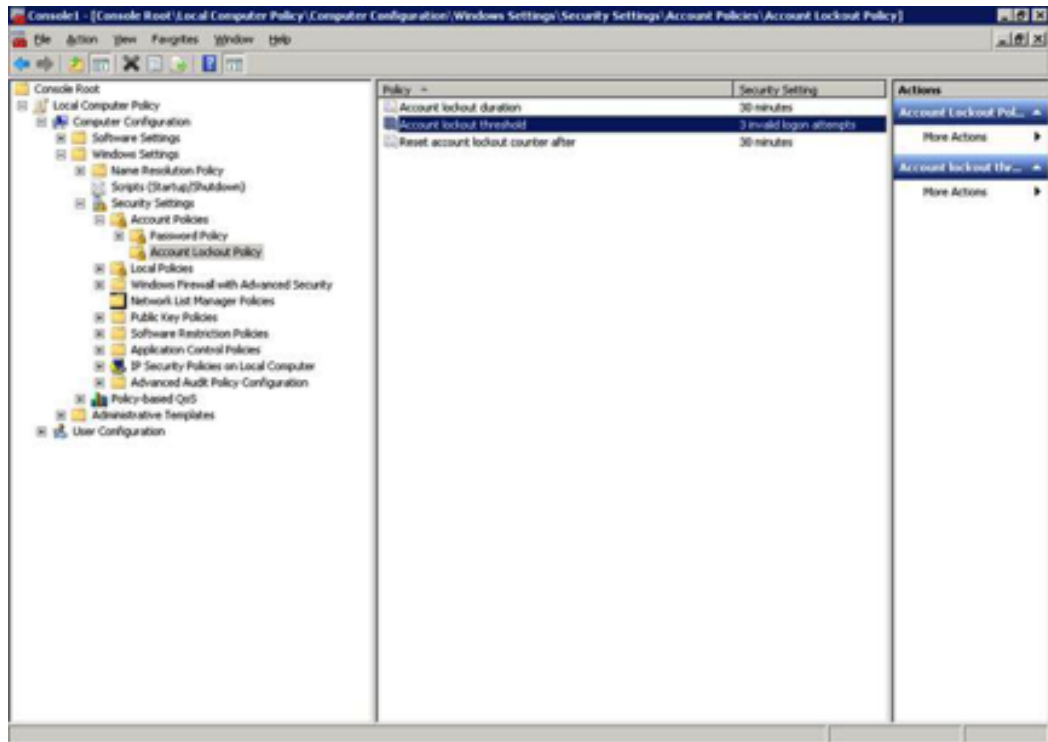 Console1 - [Console Root\Local Computer Policy\Computer Configuration\Windows Settings\Security Settings\Account Policies\Account Lockout Policy]
File Action View Favorites Window Help
Console Root
Local Computer Policy
Computer Configuration
Software Settings
Windows Settings
Name Resolution Policy
Scripts (Startup/Shutdown)
Security Settings
Account Policies
Password Policy
Account Lockout Policy
Local Policies
Windows Firewall with Advanced Security
Network List Manager Policies
Public Key Policies
Software Restriction Policies
Application Control Policies
IP Security Policies on Local Computer
Advanced Audit Policy Configuration
Policy-based QoS
Administrative Templates
User Configuration
Policy Security Setting
Account lockout duration 30 minutes
Account lockout threshold 3 invalid logon attempts
Reset account lockout counter after 30 minutes
Actions
Account Lockout Pol...
More Actions
Account lockout thr...
More Actions